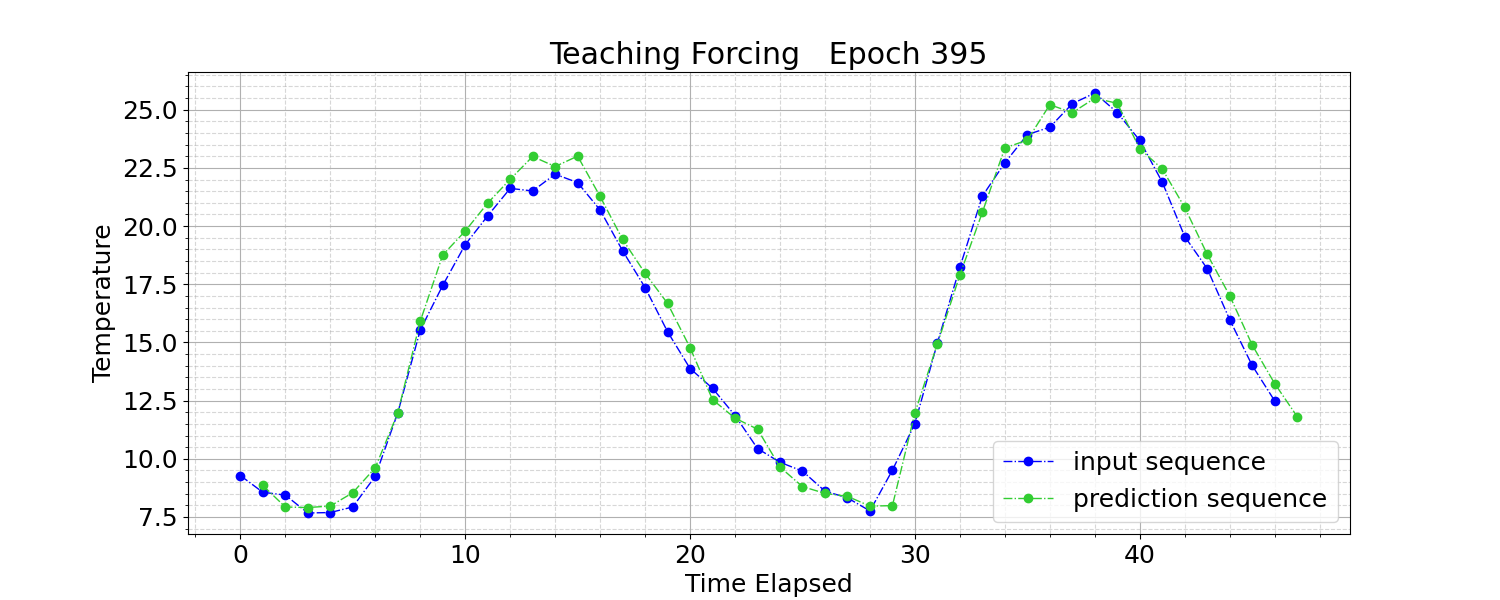 Teaching Forcing   Epoch 395
25.0
22.5
20.0
17.5
15.0
12.5
10.0
7.5
Temperature
input sequence
prediction sequence
0 10 20 30 40
Time Elapsed